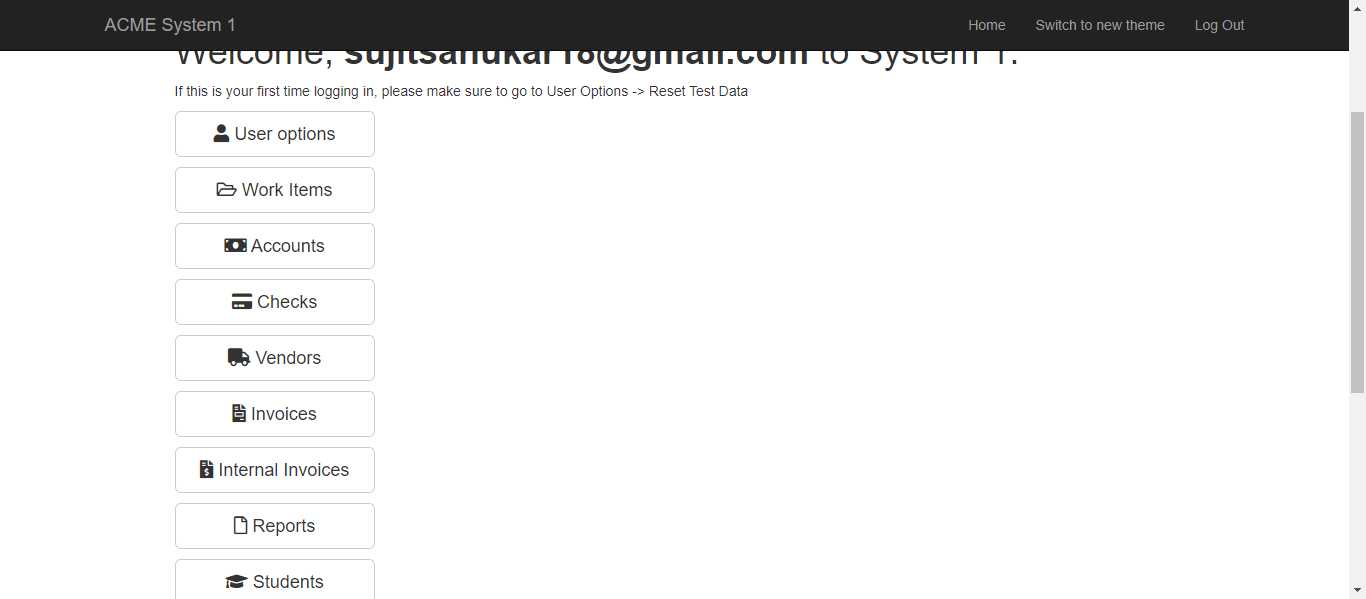 ACME System 1
Home
Switch to new theme
Log Out
Welcome, sujitsanukar18@gmail.com to System 1.
If this is your first time logging in, please make sure to go to User Options -> Reset Test Data
User options
Work Items
Accounts
Checks
Vendors
Invoices
Internal Invoices
Reports
Students